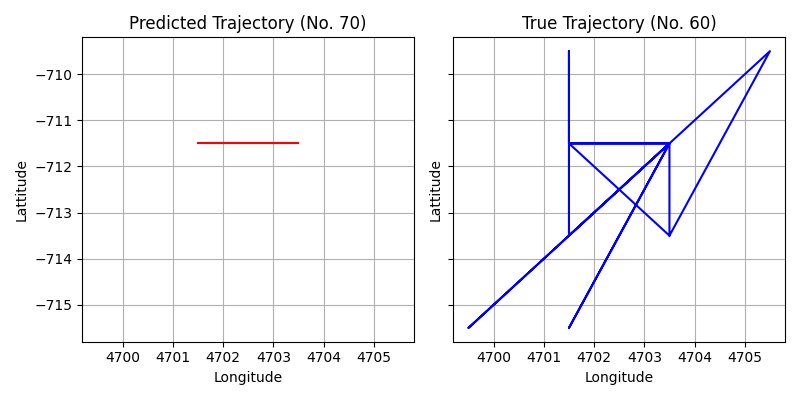 Predicted Trajectory (No. 70)
True Trajectory (No. 60)
−710
−711
−712
−713
−714
−715
Lattitude
Lattitude
4700 4701 4702 4703 4704 4705
4700 4701 4702 4703 4704 4705
Longitude
Longitude